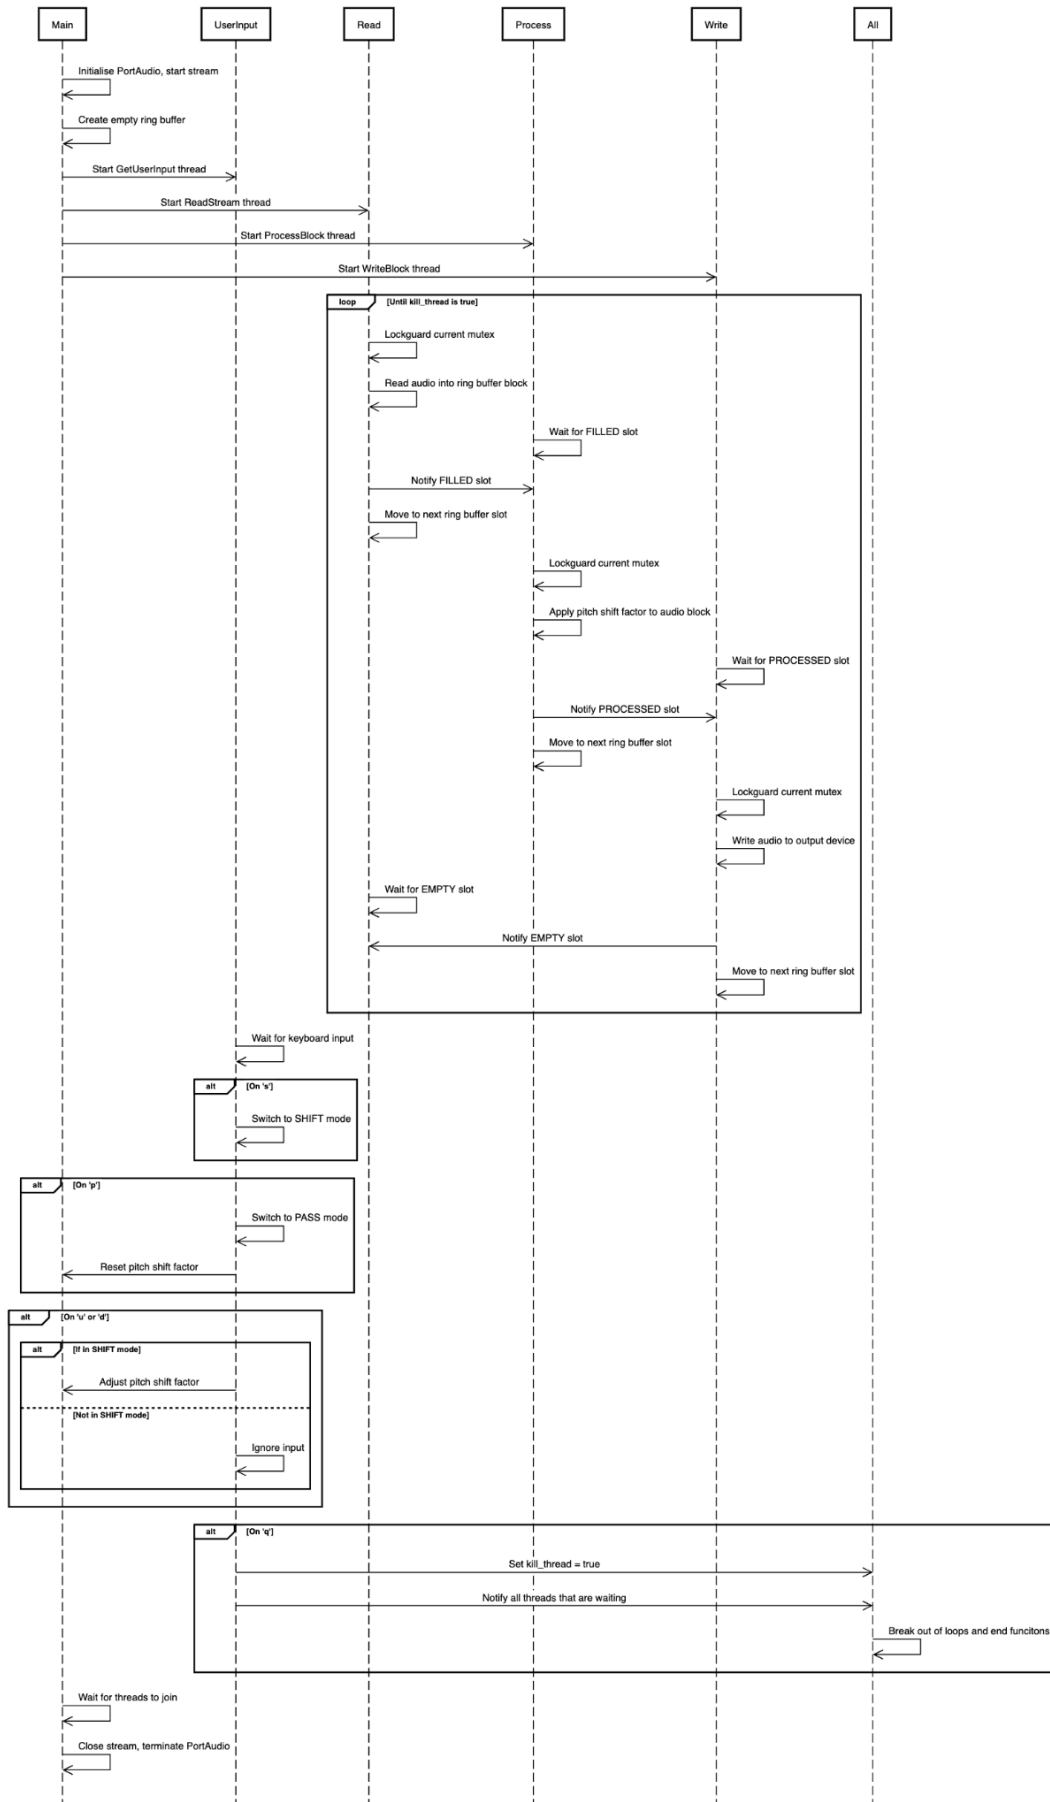 Main
UserInput
Read
Process
Write
All
Initialise PortAudio, start stream
Create empty ring buffer
Start GetUserInput thread
Start ReadStream thread
Start ProcessBlock thread
Start WriteBlock thread
loop
[Until kill_thread is true]
Lockguard current mutex
Read audio into ring buffer block
Wait for FILLED slot
Notify FILLED slot
Move to next ring buffer slot
Lockguard current mutex
Apply pitch shift factor to audio block
Wait for PROCESSED slot
Notify PROCESSED slot
Move to next ring buffer slot
Lockguard current mutex
Write audio to output device
Wait for EMPTY slot
Notify EMPTY slot
Move to next ring buffer slot
Wait for keyboard input
alt
[On 's']
Switch to SHIFT mode
alt
[On 'p']
Switch to PASS mode
Reset pitch shift factor
alt
[On 'u' or 'd']
alt
[If in SHIFT mode]
Adjust pitch shift factor
[Not in SHIFT mode]
Ignore input
alt
[On 'q']
Set kill_thread = true
Notify all threads that are waiting
Break out of loops and end funcitons
Wait for threads to join
Close stream, terminate PortAudio